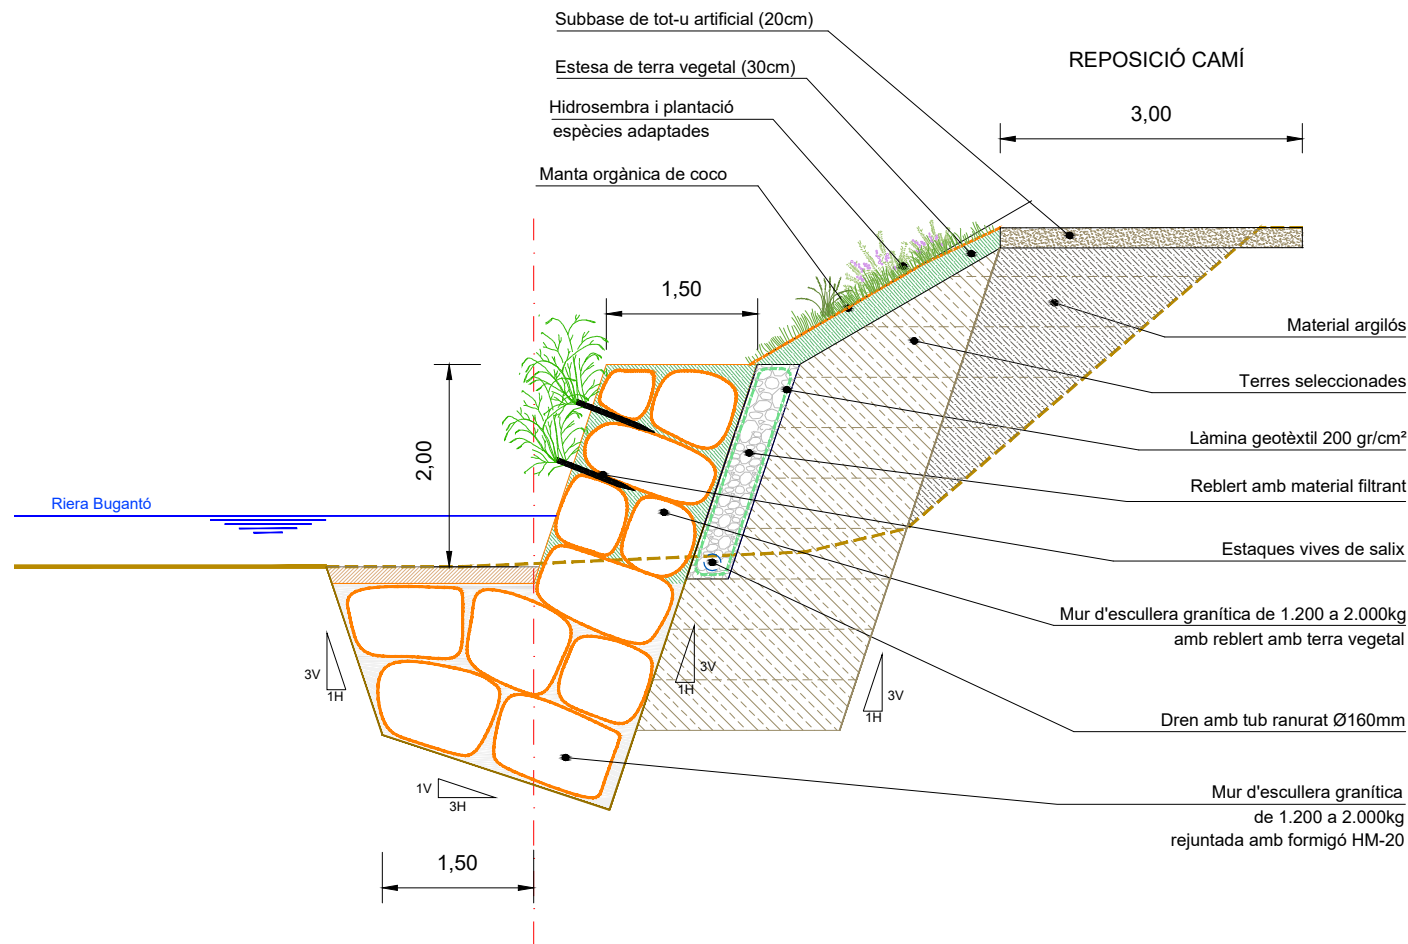 Subbase de tot-u artificial (20cm)
REPOSICIÓ CAMÍ
Estesa de terra vegetal (30cm)
Hidrosembra i plantació
espècies adaptades
3,00
Manta orgànica de coco
1,50
Material argilós
Terres seleccionades
Làmina geotèxtil 200 gr/cm²
2,00
Reblert amb material filtrant
Riera Bugantó
Estaques vives de salix
Mur d'escullera granítica de 1.200 a 2.000kg
amb reblert amb terra vegetal
3V
1H
3V
1H
3V
1H
Dren amb tub ranurat Ø160mm
1V
3H
Mur d'escullera granítica
de 1.200 a 2.000kg
rejuntada amb formigó HM-20
1,50